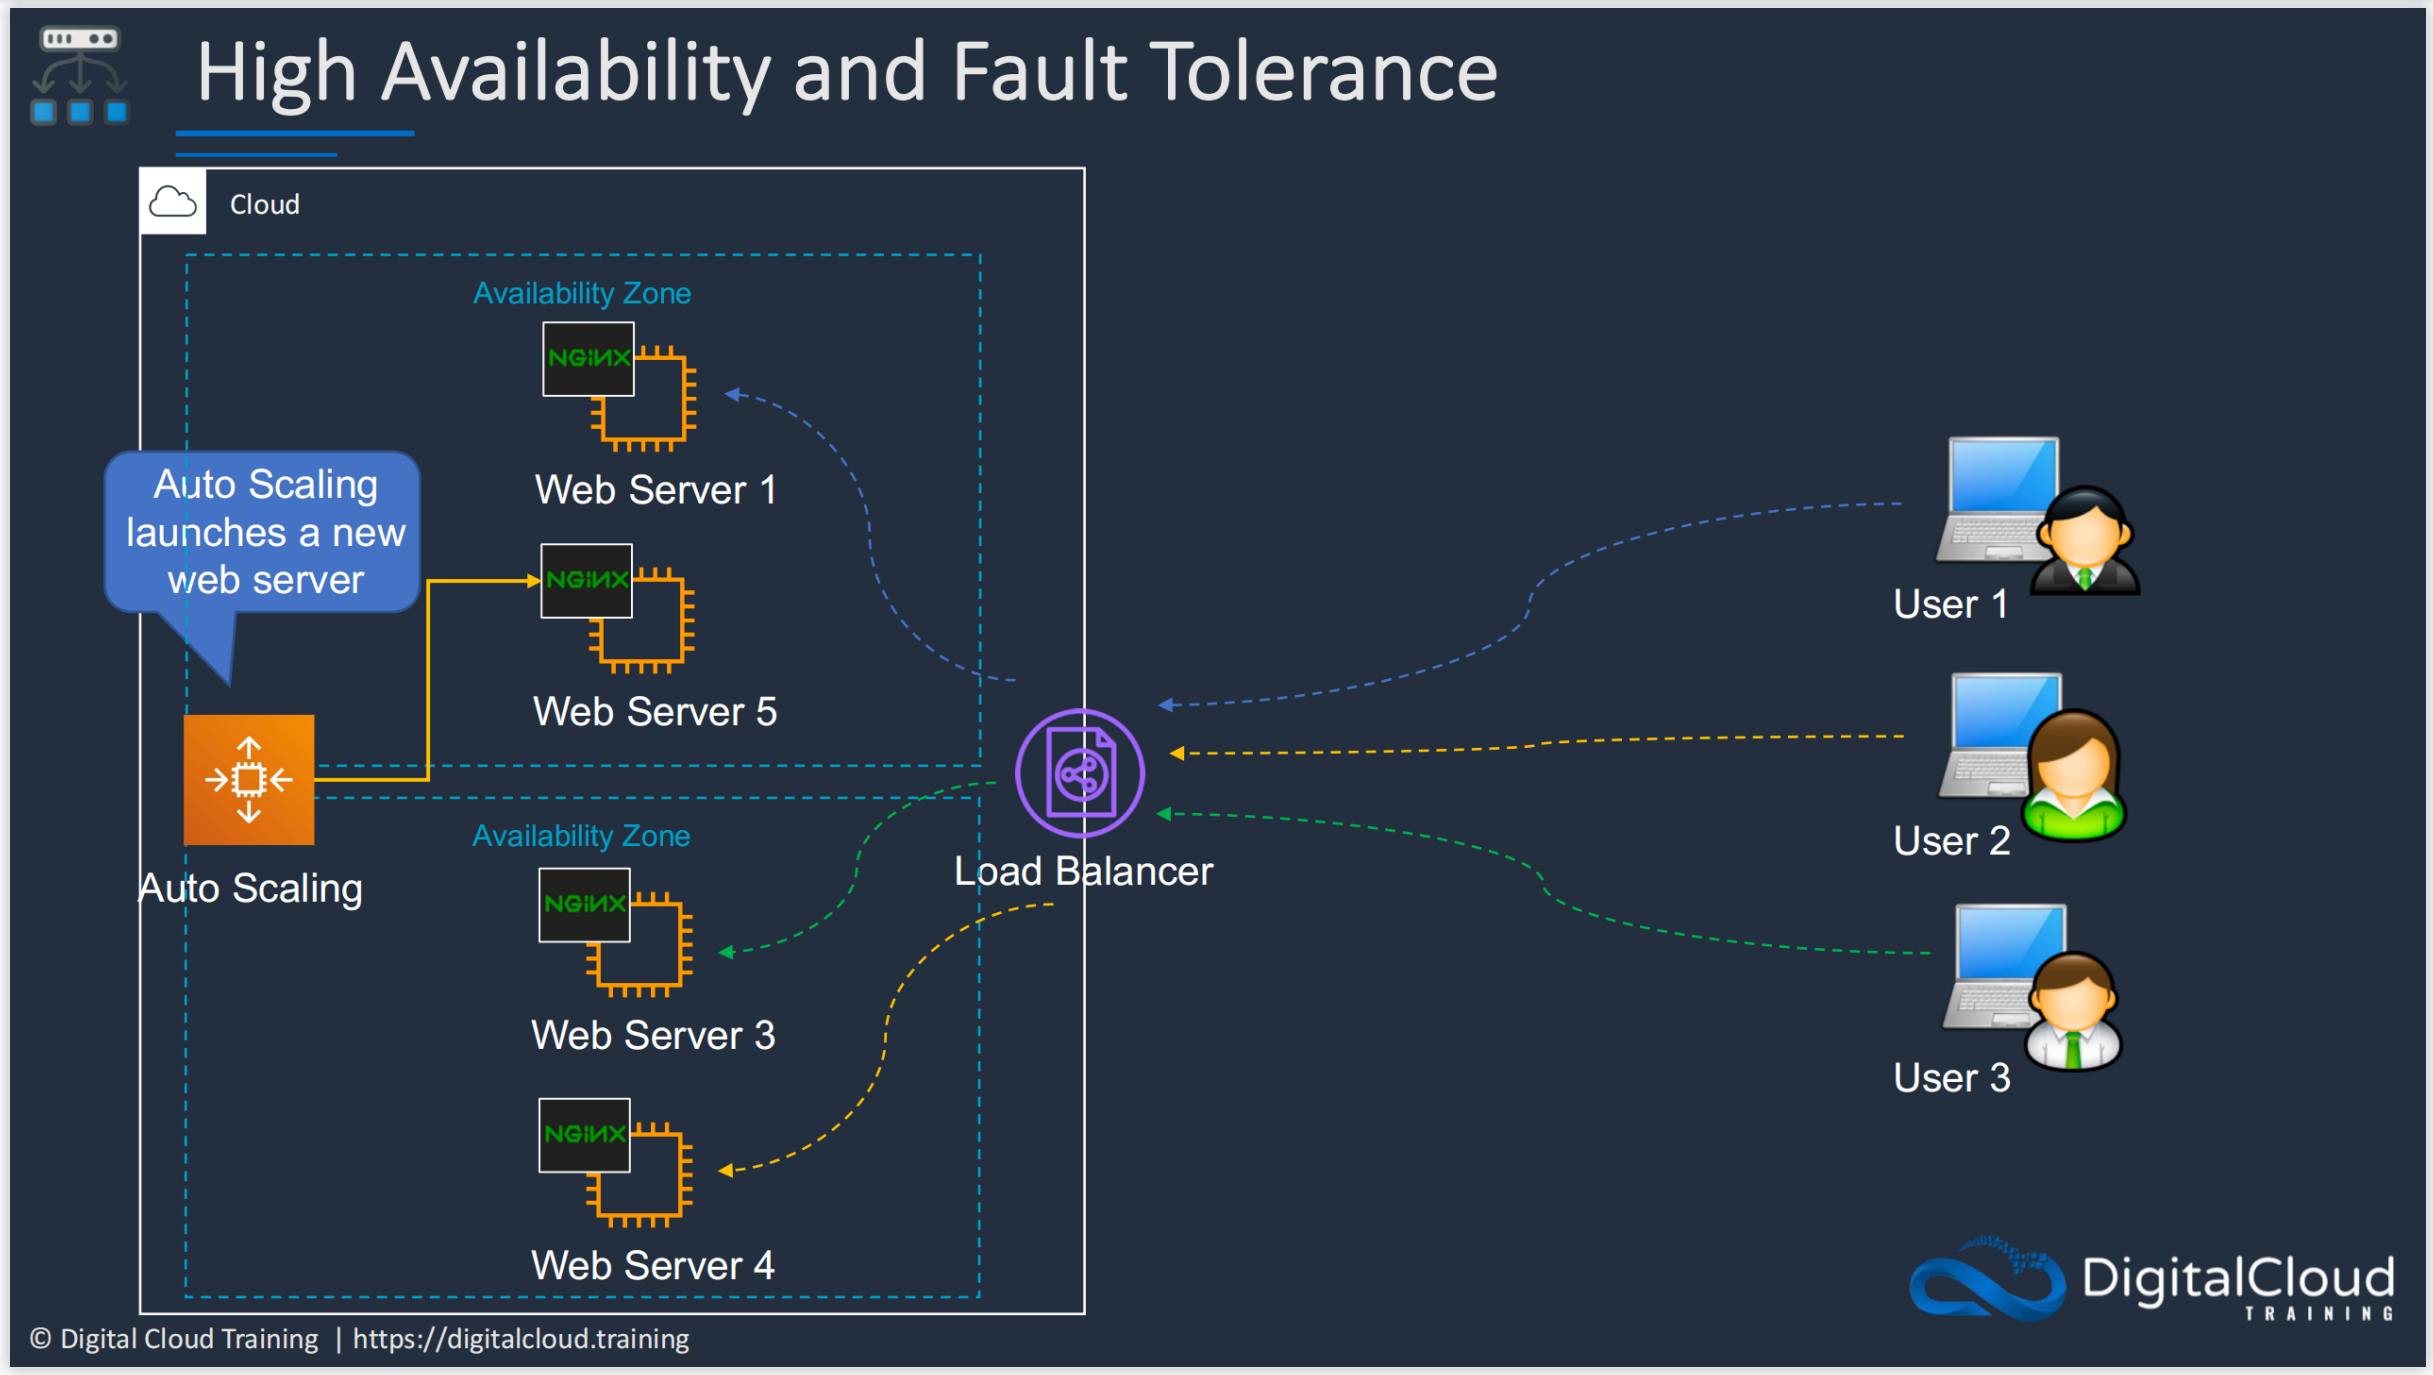 High Availability and Fault Tolerance
Cloud
Availability Zone
NGiNX
Web Server 1
Auto Scaling
launches a new
web server
NGiNX
Web Server 5
Auto Scaling
Availability Zone
NGiNX
Web Server 3
NGiNX
Web Server 4
Load Balancer
User 1
User 2
User 3
DigitalCloud
TRAINING
© Digital Cloud Training | https://digitalcloud.training